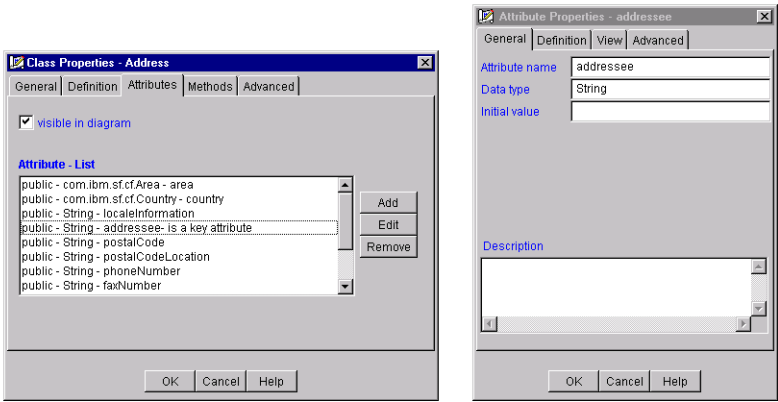 Class Properties - Address
General Definition Attributes Methods Advanced
visible in diagram
Attribute - List
public - com.ibm.sf.cf.Area - area
public - com.ibm.sf.cf.Country - country
public - String - localeInformation
public - String - addressee- is a key attribute
public - String - postalCode
public - String - postalCodeLocation
public - String - phoneNumber
public - String - faxNumber
Add
Edit
Remove
OK Cancel Help
Attribute Properties - addressee
General Definition View Advanced
Attribute name addressee
Data type String
Initial value
Description
OK Cancel Help